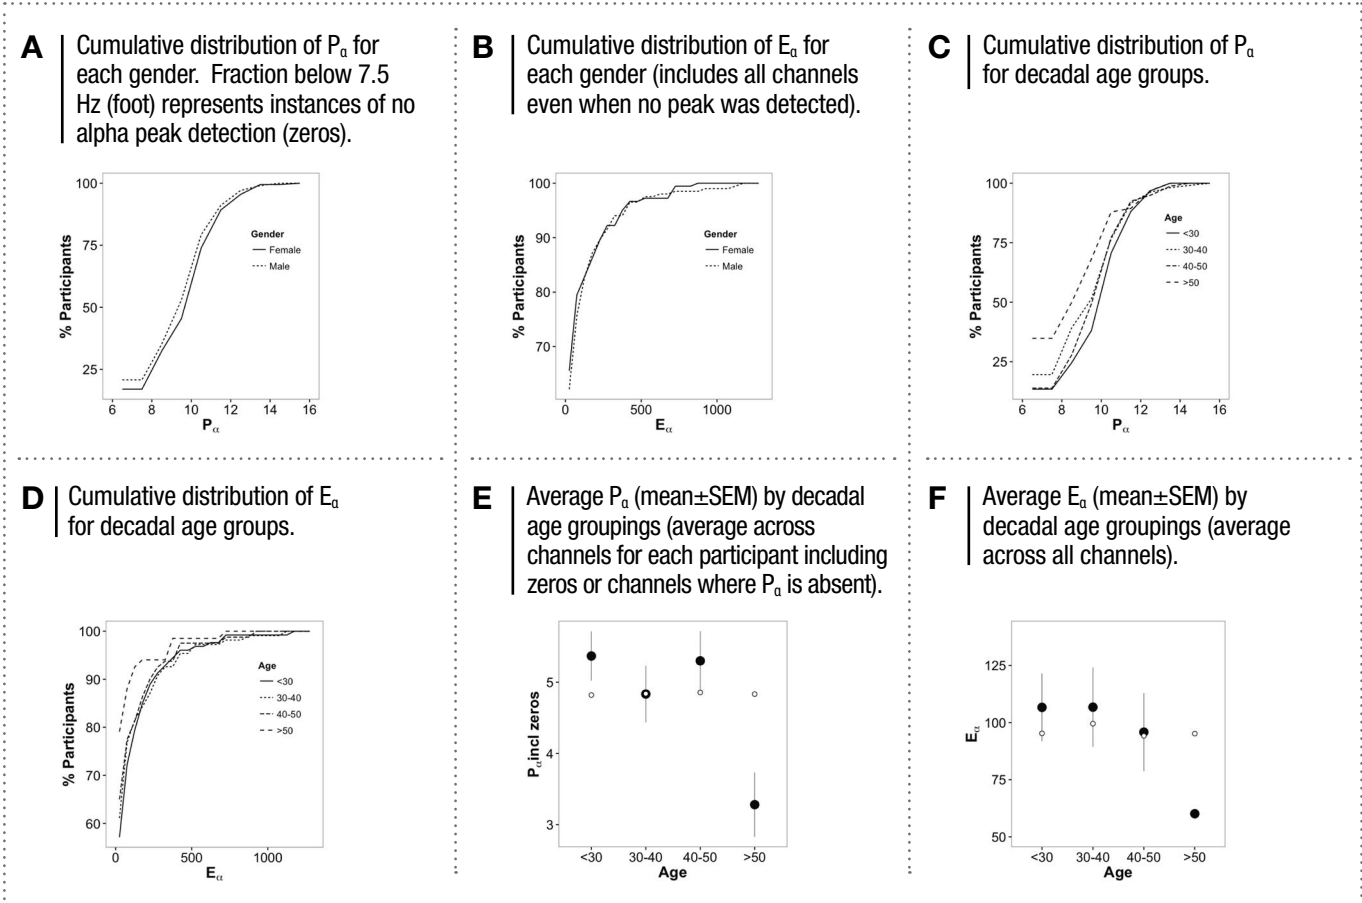 A
Cumulative distribution of Pα for
each gender. Fraction below 7.5
Hz (foot) represents instances of no
alpha peak detection (zeros).
% Participants
100
75
50
25
Gender
Female
Male
6 8 10 12 14 16
Pα
B
Cumulative distribution of Eα for
each gender (includes all channels
even when no peak was detected).
% Participants
100
90
80
70
Gender
Female
Male
0 500 1000
Eα
C
Cumulative distribution of Pα
for decadal age groups.
% Participants
100
75
50
25
Age
<30
30-40
40-50
>50
6 8 10 12 14 16
Pα
D
Cumulative distribution of Eα
for decadal age groups.
% Participants
100
90
80
70
60
Age
<30
30-40
40-50
>50
0 500 1000
Eα
E
Average Pα (mean±SEM) by decadal
age groupings (average across
channels for each participant including
zeros or channels where Pα is absent).
Pα incl zeros
5
4
3
<30 30-40 40-50 >50
Age
F
Average Eα (mean±SEM) by
decadal age groupings (average
across all channels).
Eα
125
100
75
50
<30 30-40 40-50 >50
Age